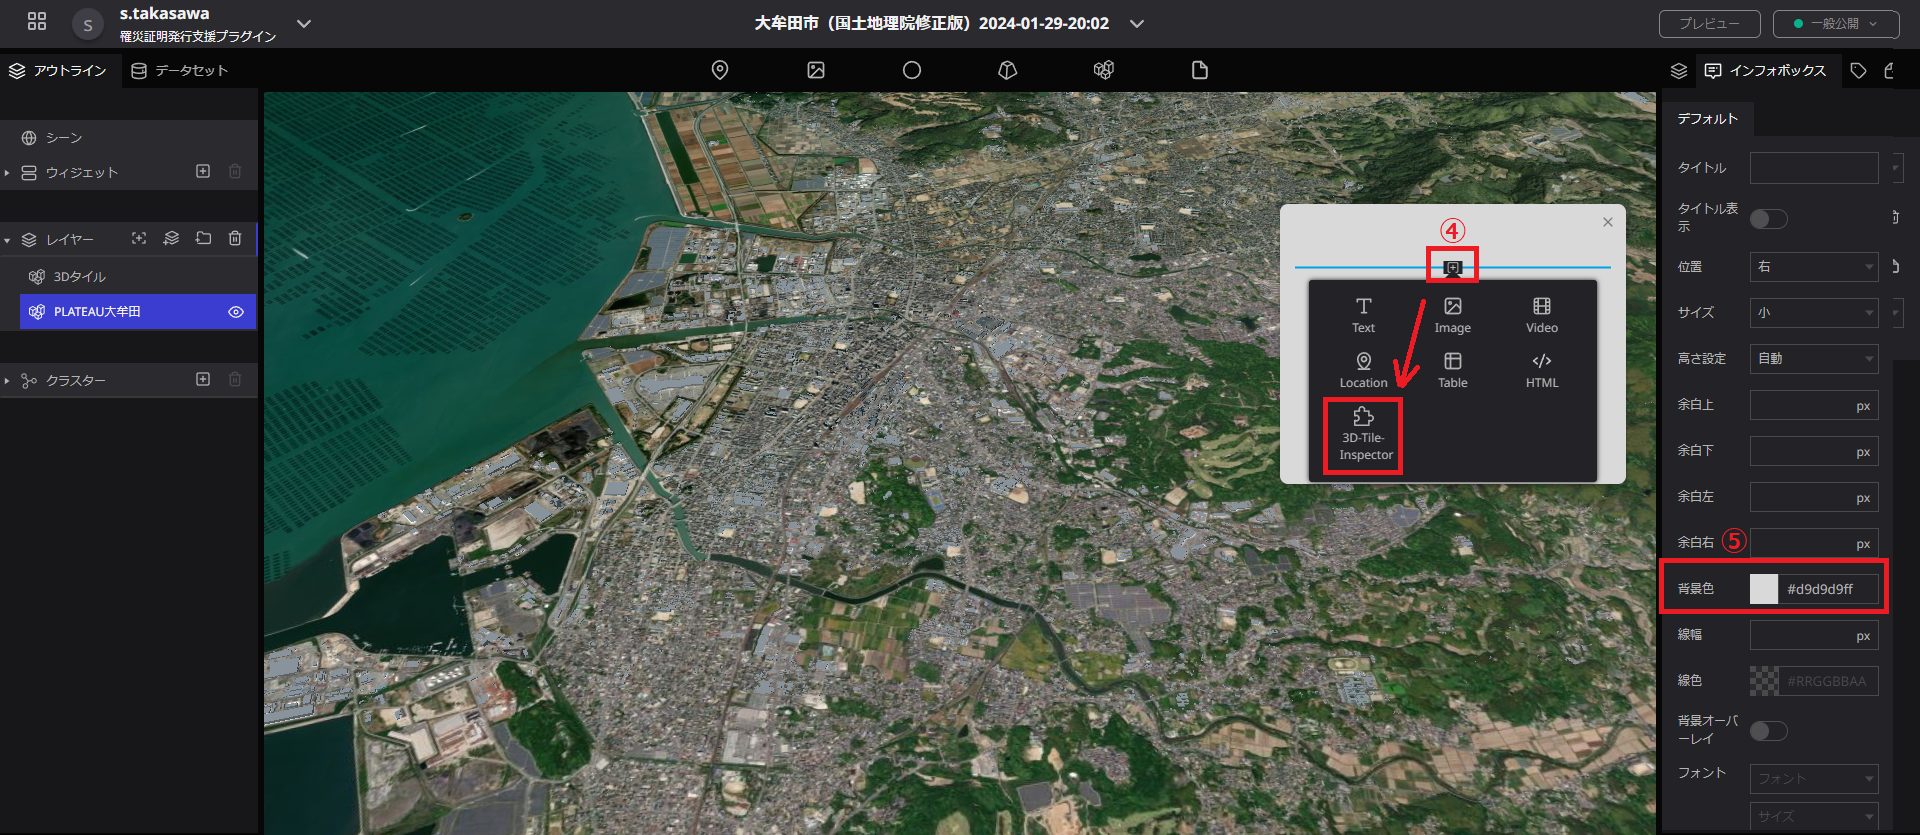 s.takasawa
S
罹災証明発行支援プラグイン
大牟田市（国土地理院修正版）2024-01-29-20:02
プレビュー
一般公開
アウトライン
データセット
インフォボックス
シーン
ウィジェット
レイヤー
3Dタイル
PLATEAU大牟田
クラスター
④
Text
Image
Video
Location
Table
HTML
3D-Tile-
Inspector
デフォルト
タイトル
タイトル表
示
位置
右
サイズ
小
高さ設定
自動
余白上
px
余白下
px
余白左
px
余白右
⑤
px
背景色
#d9d9d9ff
線幅
px
線色
#RRGGBBAA
背景オーバ
ーレイ
フォント
フォント
サイズ